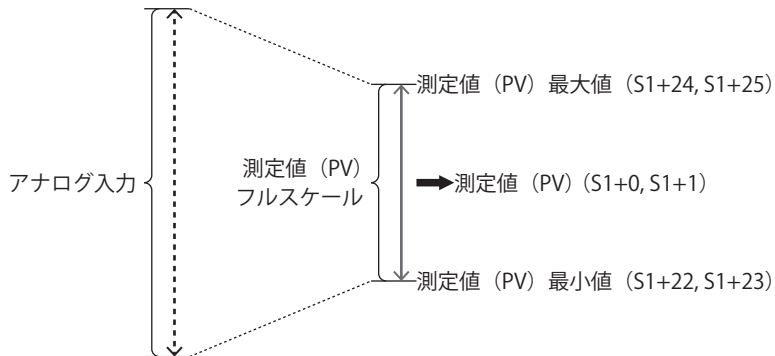 測定値（PV）最大値（S1+24, S1+25）
アナログ入力
測定値（PV）
フルスケール
測定値（PV）（S1+0, S1+1）
測定値（PV）最小値（S1+22, S1+23）